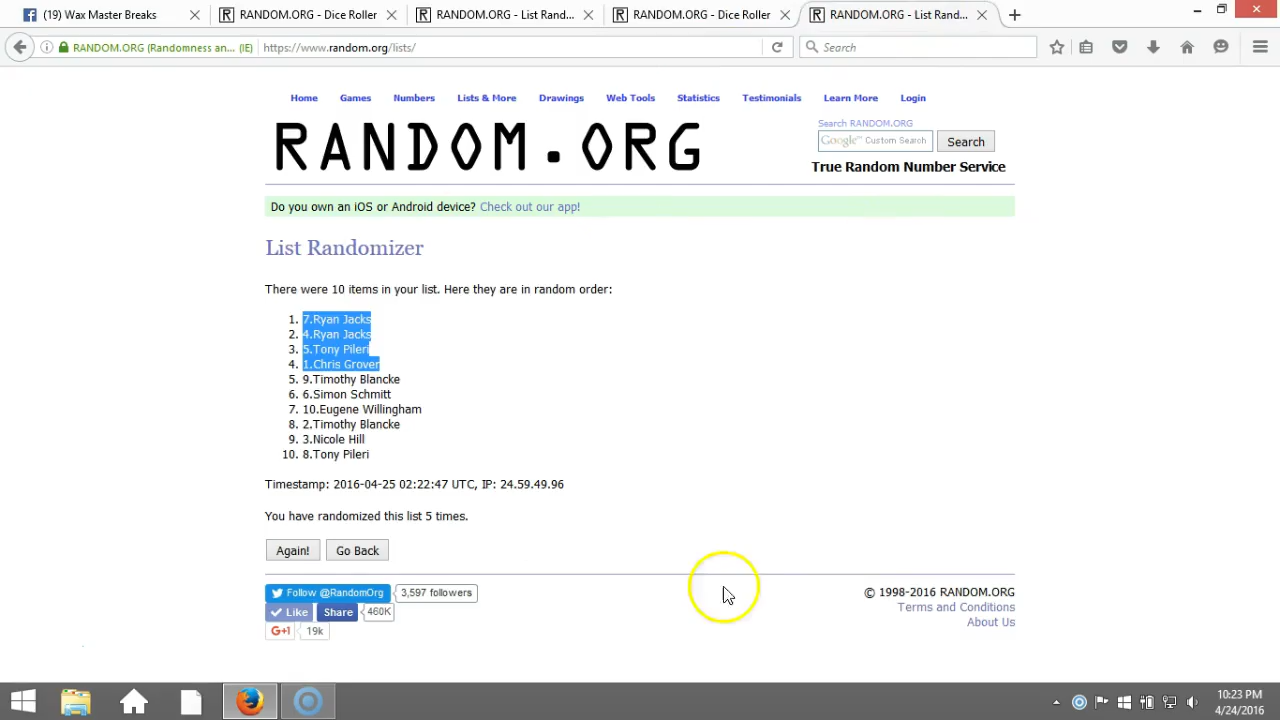 (19) Wax Master Breaks
RANDOM.ORG - Dice Roller
RANDOM.ORG - List Rand...
RANDOM.ORG - Dice Roller
RANDOM.ORG - List Ran...
RANDOM.ORG (Randomness an... (IE)
https://www.random.org/lists/
Search
Home Games Numbers Lists & More Drawings Web Tools Statistics Testimonials Learn More Login
RANDOM.ORG
Search RANDOM.ORG
Google™ Custom Search
Search
True Random Number Service
Do you own an iOS or Android device? Check out our app!
List Randomizer
There were 10 items in your list. Here they are in random order:
1. 7.Ryan Jacks
2. 4.Ryan Jacks
3. 5.Tony Pileri
4. 1.Chris Grover
5. 9.Timothy Blancke
6. 6.Simon Schmitt
7. 10.Eugene Willingham
8. 2.Timothy Blancke
9. 3.Nicole Hill
10. 8.Tony Pileri
Timestamp: 2016-04-25 02:22:47 UTC, IP: 24.59.49.96
You have randomized this list 5 times.
Again! Go Back
Follow @RandomOrg 3,597 followers
Like Share 460K
G+1 19k
© 1998-2016 RANDOM.ORG
Terms and Conditions
About Us
10:23 PM
4/24/2016